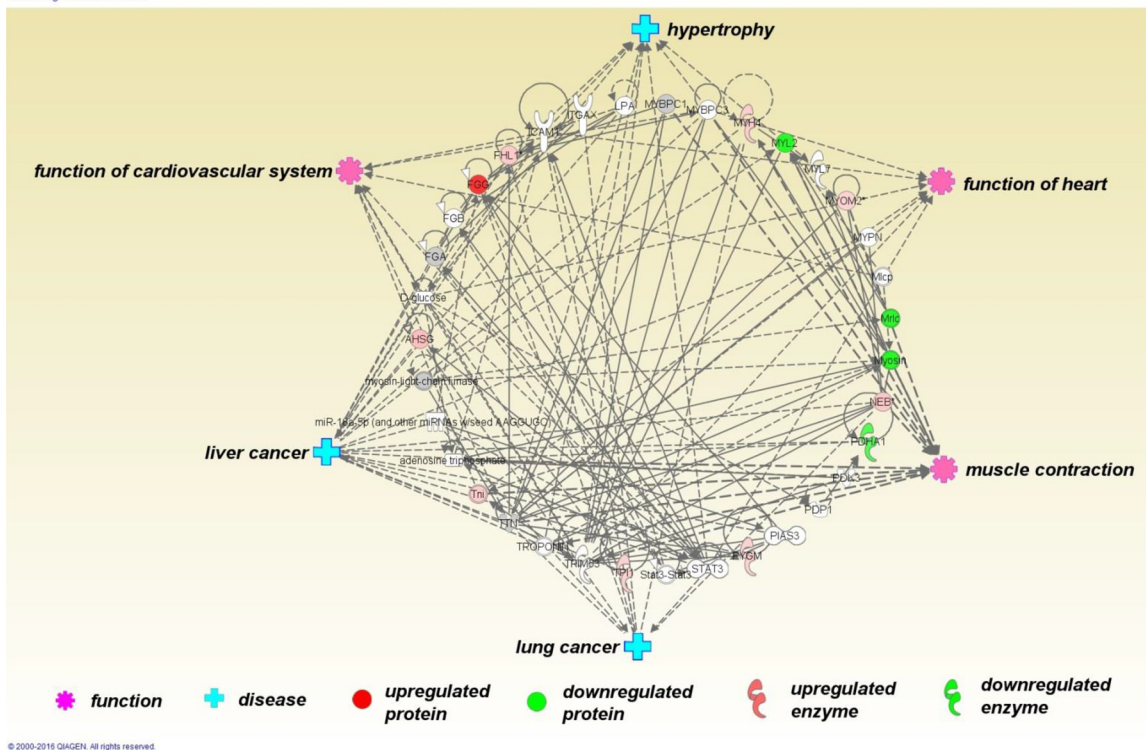 hypertrophy
LPA
MYBPC1
MYBPC3
ITGAX
MYH4
ICAM1
MYL2
FHL1*
MYL7
function of cardiovascular system
FGG
function of heart
MYOM2*
FGB
MYPN
FGA
Mlcp
D-glucose
Mrlc
AHSG
Myosin
myosin-light-chain kinase
NEB*
miR-18a-5p (and other miRNAs w/seed AAGGUGC)
PDHA1
liver cancer
adenosine triphosphate
muscle contraction
Tni
PDP1
TTN*
PIAS3
TROPONIN
TRIM63
PYGM
TPI1
Stat3-Stat3
STAT3
lung cancer
function
disease
upregulated
protein
downregulated
protein
upregulated
enzyme
downregulated
enzyme
© 2000-2016 QIAGEN. All rights reserved.